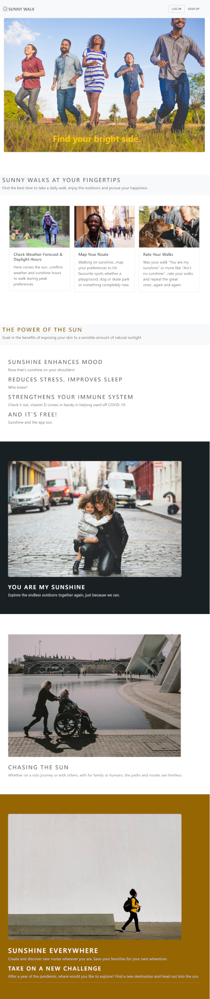 SUNNY WALK
LOG IN
SIGN UP
Find your bright side.
SUNNY WALKS AT YOUR FINGERTIPS
Find the best time to take a daily walk, enjoy the outdoors and pursue your happiness.
Check Weather Forecast &
Daylight Hours
Here comes the sun...confirm
weather and sunshine hours
to walk during peak
preferences
Map Your Route
Walking on sunshine...map
your preferences to hit
favourite spots whether a
playground, dog or skate park
or something completely new
Rate Your Walks
Was your walk "You are my
sunshine" or more like "Ain't
no sunshine"...rate your walks
and repeat the great
ones...again and again.
THE POWER OF THE SUN
Soak in the benefits of exposing your skin to a sensible amount of natural sunlight
SUNSHINE ENHANCES MOOD
Now that's sunshine on your shoulders!
REDUCES STRESS, IMPROVES SLEEP
Who knew?
STRENGTHENS YOUR IMMUNE SYSTEM
Check it out, vitamin D comes in handy in helping ward off COVID-19.
AND IT'S FREE!
Sunshine and the app too.
YOU ARE MY SUNSHINE
Explore the endless outdoors together again, just because we can.
CHASING THE SUN
Whether on a solo journey or with others, with fur family or humans, the paths and modes are limitless.
SUNSHINE EVERYWHERE
Create and discover new routes wherever you are. Save your favorites for your next adventure.
TAKE ON A NEW CHALLENGE
After a year of the pandemic, where would you like to explore? Find a new destination and head out into the sun.